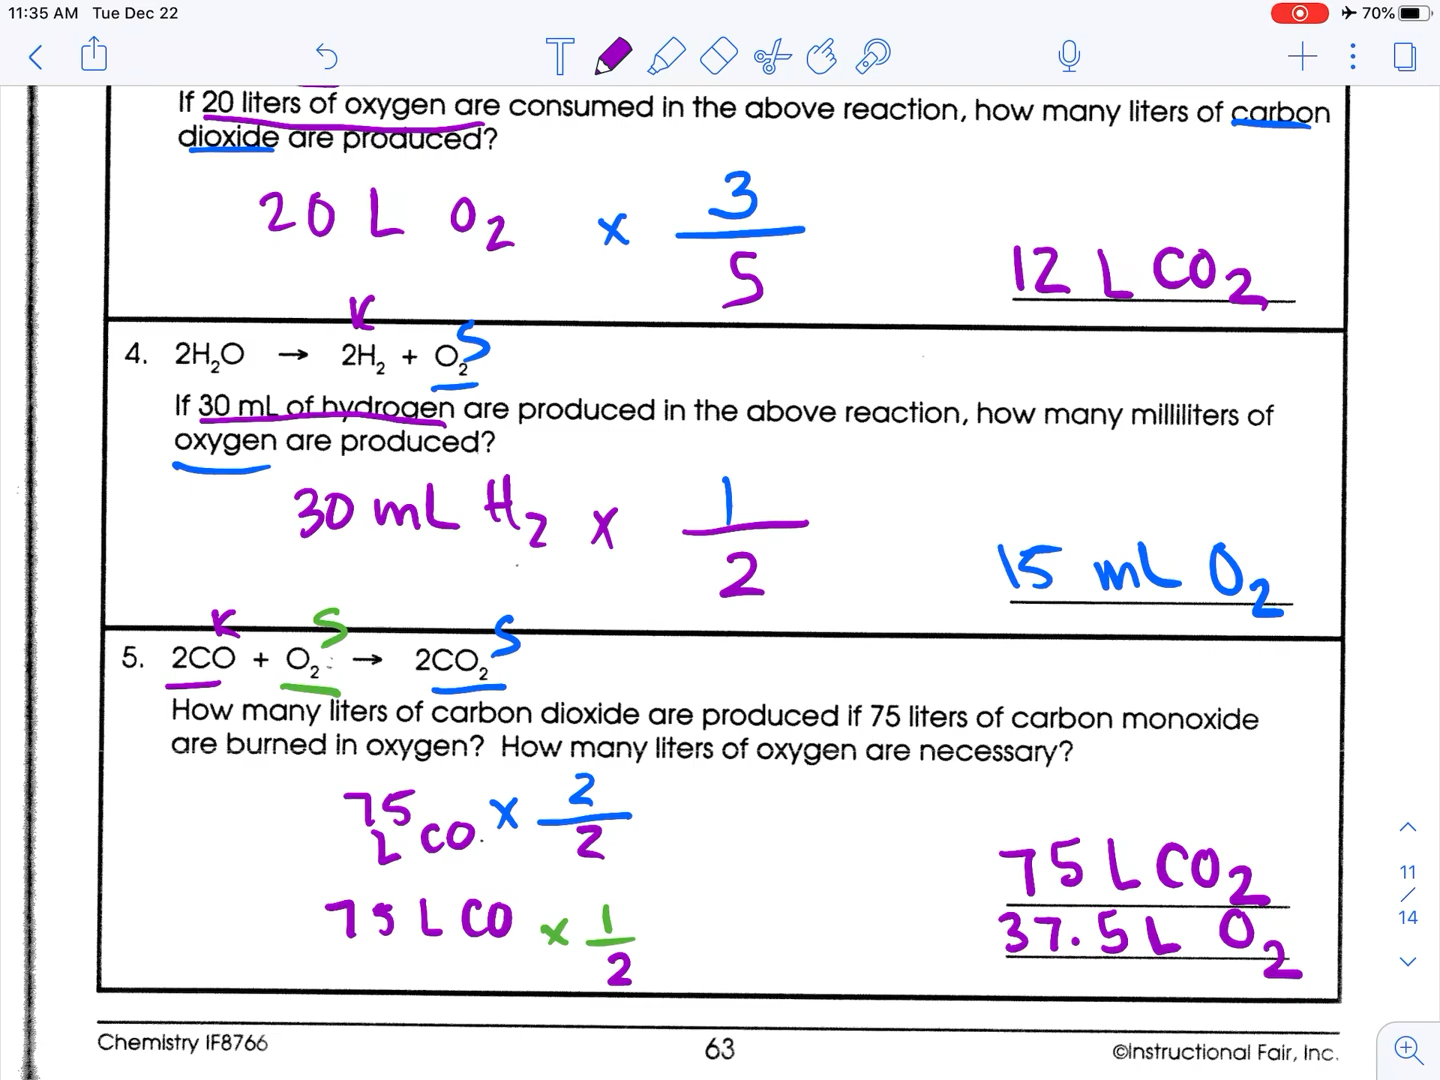 11:35 AM Tue Dec 22 70%
T
If 20 liters of oxygen are consumed in the above reaction, how many liters of carbon
dioxide are produced?
20 L O₂ × 3/5
12 L CO₂
K S
4. 2H₂O → 2H₂ + O₂
If 30 mL of hydrogen are produced in the above reaction, how many milliliters of
oxygen are produced?
30 mL H₂ × 1/2
15 mL O₂
K S S
5. 2CO + O₂ → 2CO₂
How many liters of carbon dioxide are produced if 75 liters of carbon monoxide
are burned in oxygen? How many liters of oxygen are necessary?
75 L CO × 2/2
75 L CO₂
75 L CO × 1/2
37.5 L O₂
11 / 14
Chemistry IF8766 63 ©Instructional Fair, Inc.